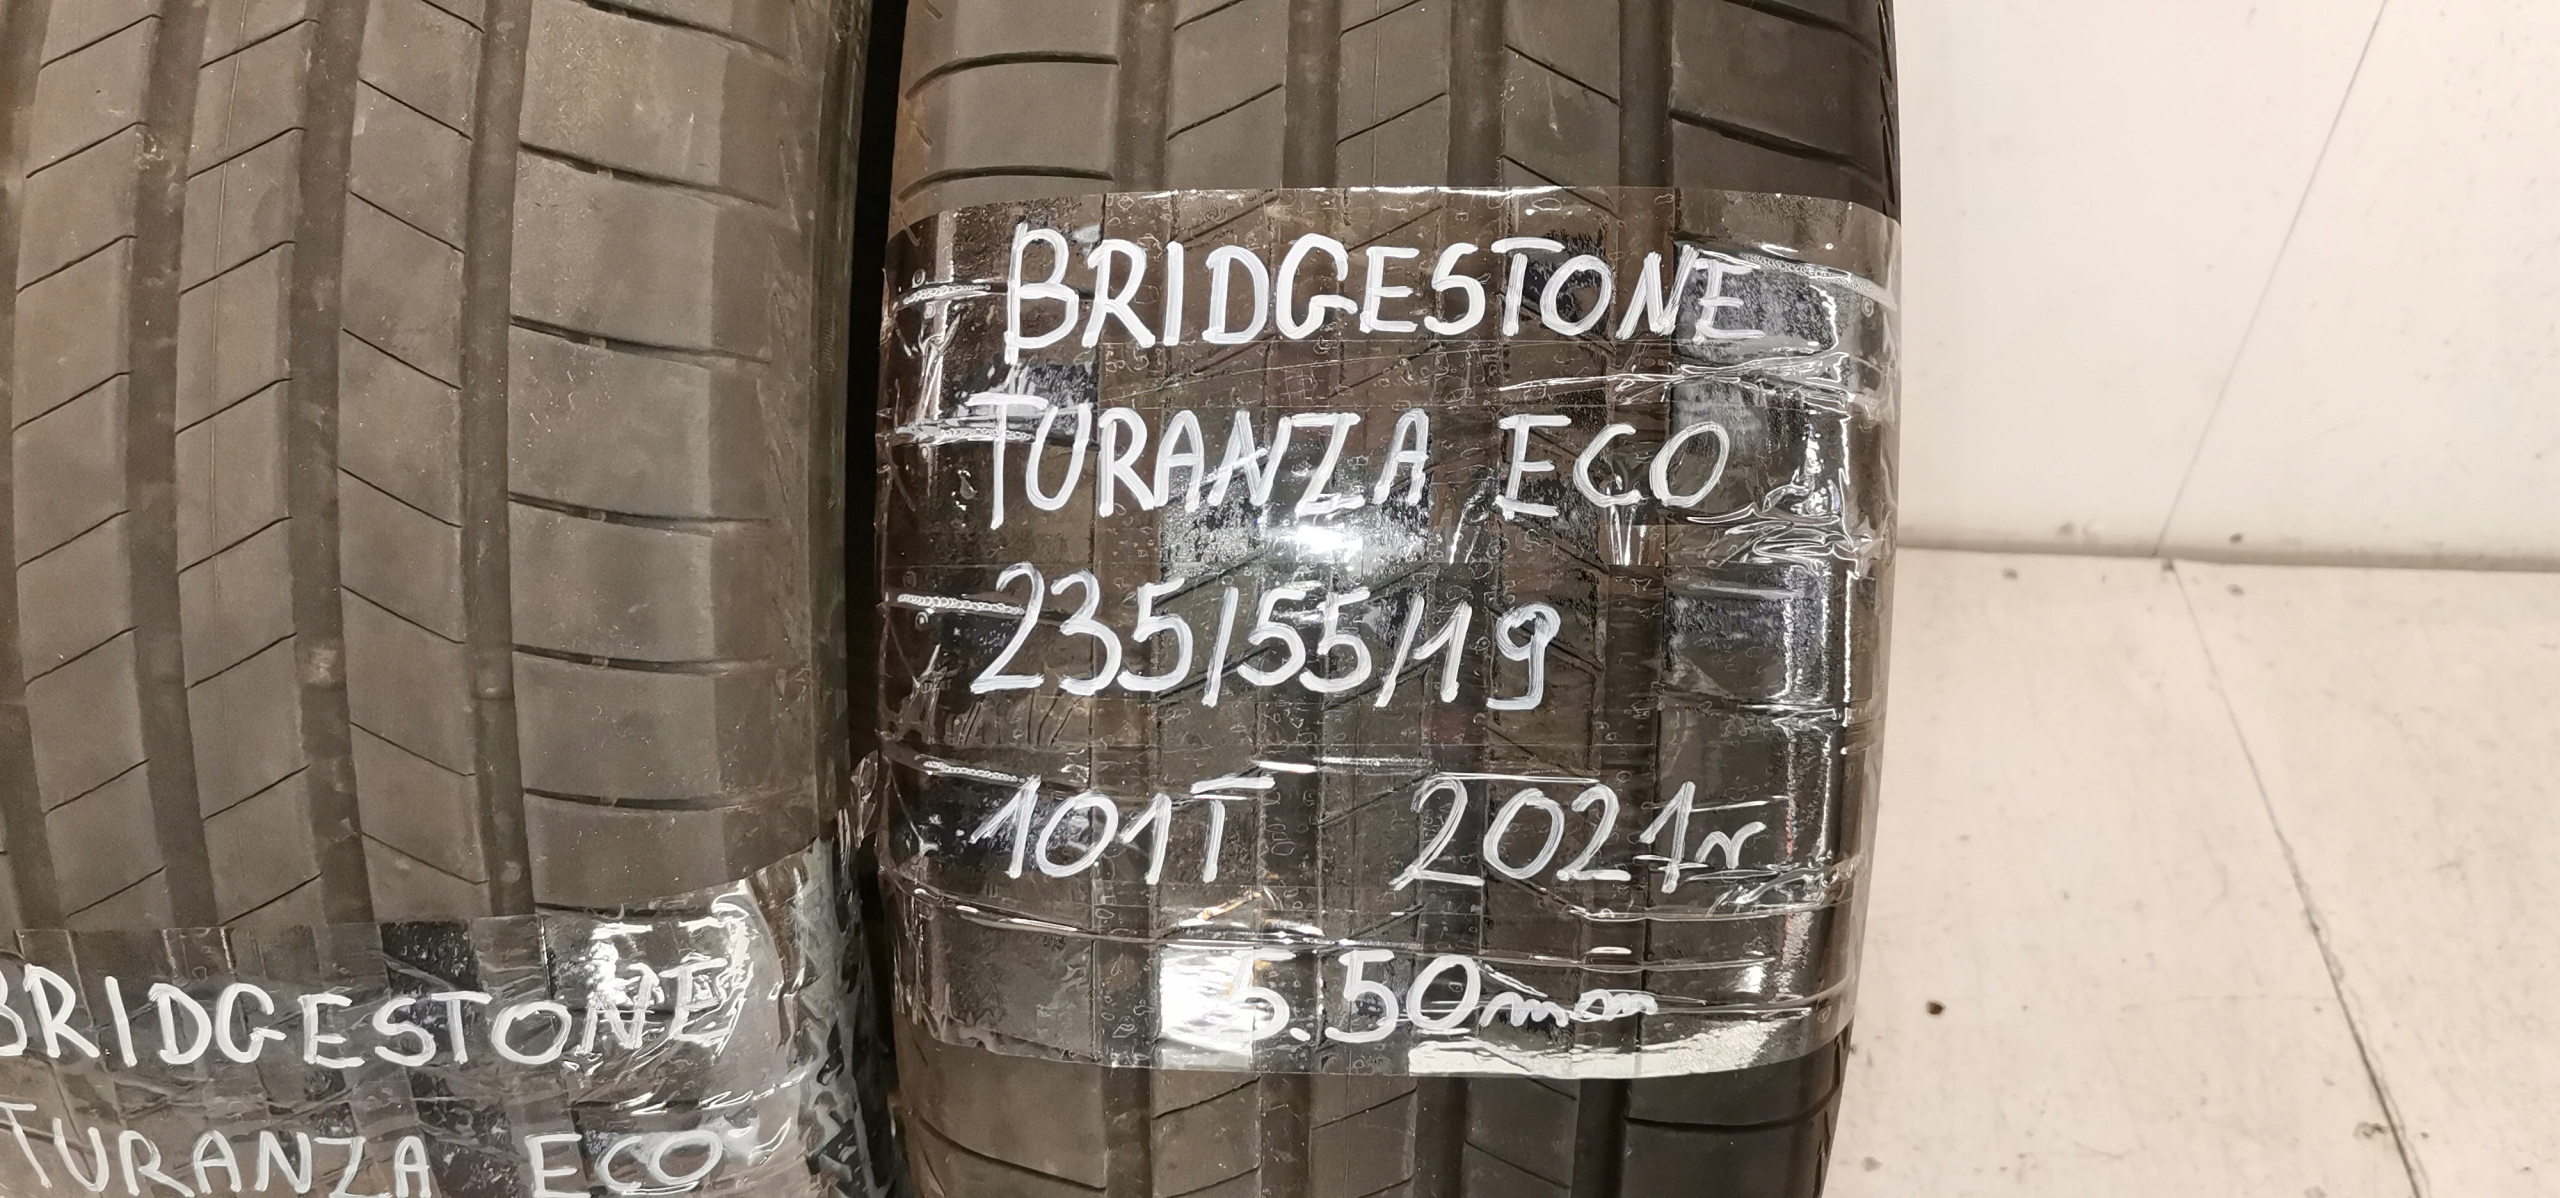 BRIDGESTONE
TURANZA ECO
235/55/19
101T 2021r
5.50mm
BRIDGESTONE
TURANZA ECO